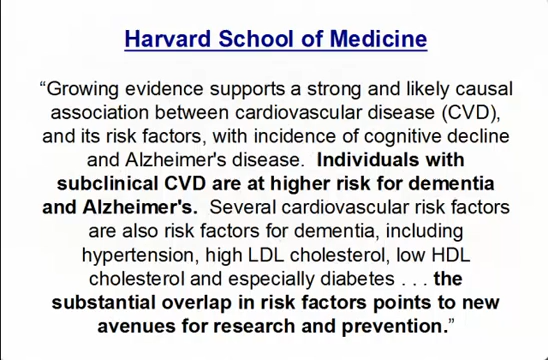 Harvard School of Medicine
“Growing evidence supports a strong and likely causal
association between cardiovascular disease (CVD),
and its risk factors, with incidence of cognitive decline
and Alzheimer's disease. Individuals with
subclinical CVD are at higher risk for dementia
and Alzheimer's. Several cardiovascular risk factors
are also risk factors for dementia, including
hypertension, high LDL cholesterol, low HDL
cholesterol and especially diabetes . . . the
substantial overlap in risk factors points to new
avenues for research and prevention.”